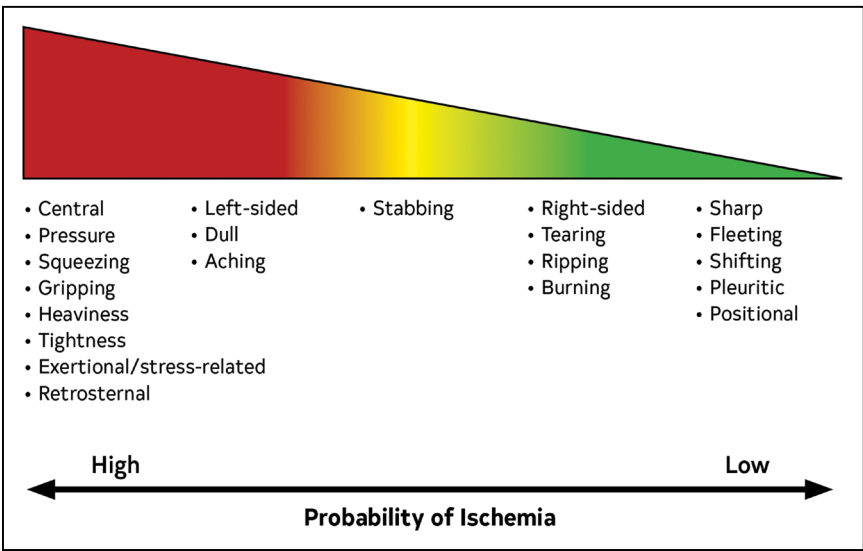 • Central
• Pressure
• Squeezing
• Gripping
• Heaviness
• Tightness
• Exertional/stress-related
• Retrosternal
• Left-sided
• Dull
• Aching
• Stabbing
• Right-sided
• Tearing
• Ripping
• Burning
• Sharp
• Fleeting
• Shifting
• Pleuritic
• Positional
High
Low
Probability of Ischemia